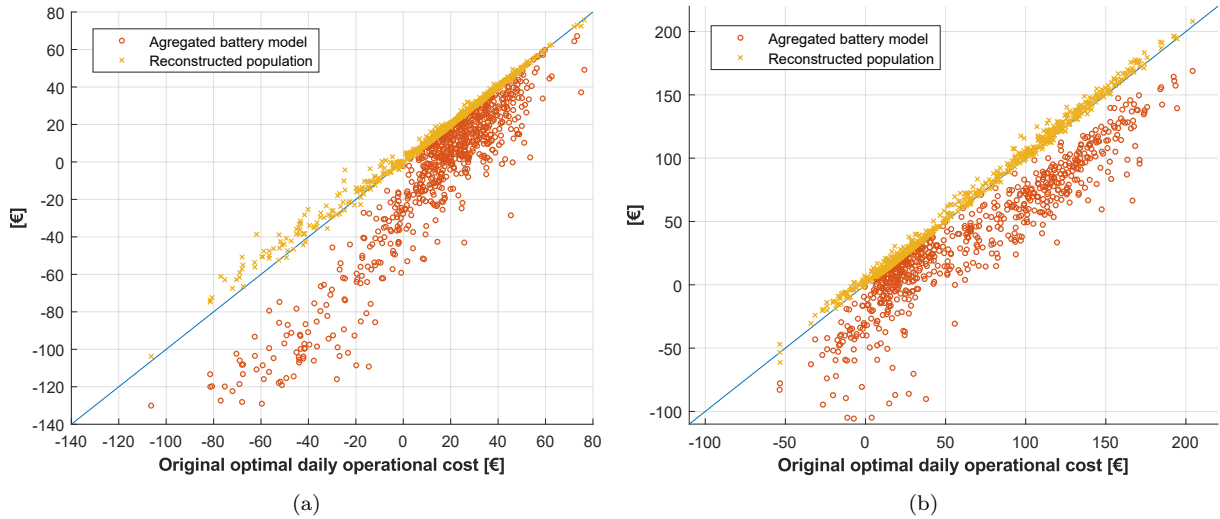 80
60
40
20
0
-20
-40
-60
-80
-100
-120
-140
[€]
Agregated battery model
Reconstructed population
-140 -120 -100 -80 -60 -40 -20 0 20 40 60 80
Original optimal daily operational cost [€]
(a)
200
150
100
50
0
-50
-100
[€]
Agregated battery model
Reconstructed population
-100 -50 0 50 100 150 200
Original optimal daily operational cost [€]
(b)